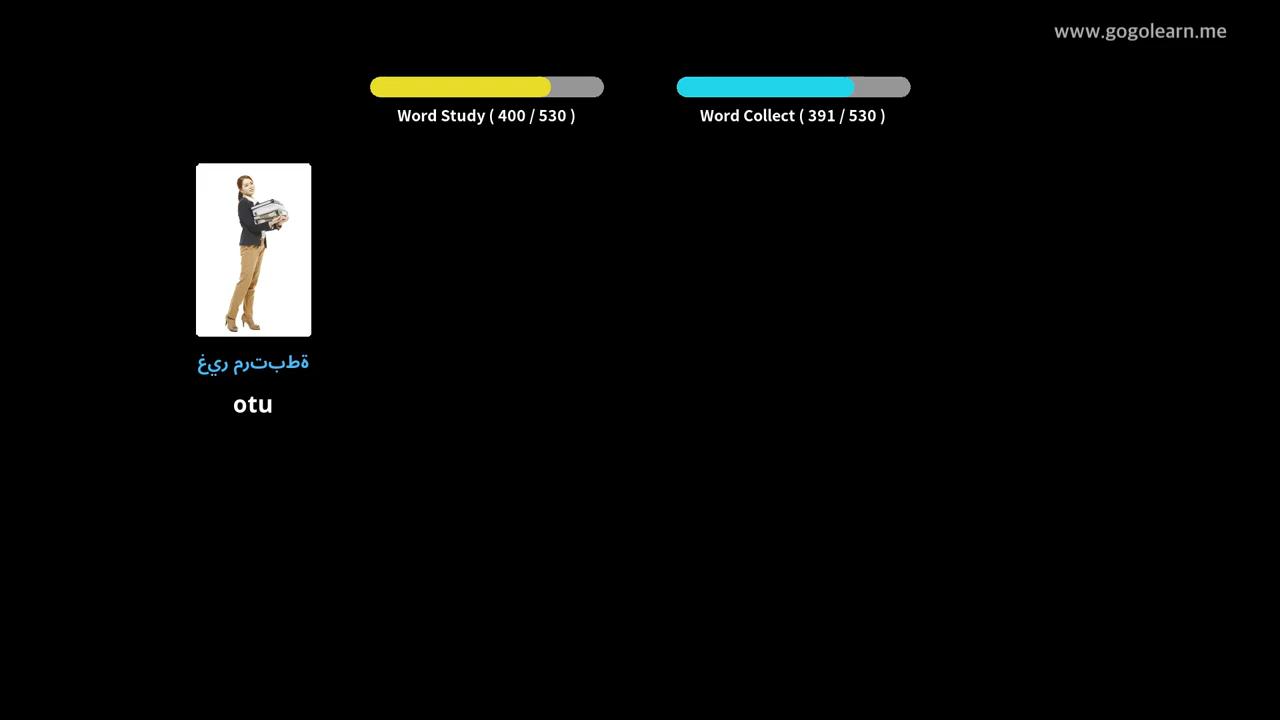 www.gogolearn.me
Word Study ( 400 / 530 )
Word Collect ( 391 / 530 )
غير مرتبطة
otu